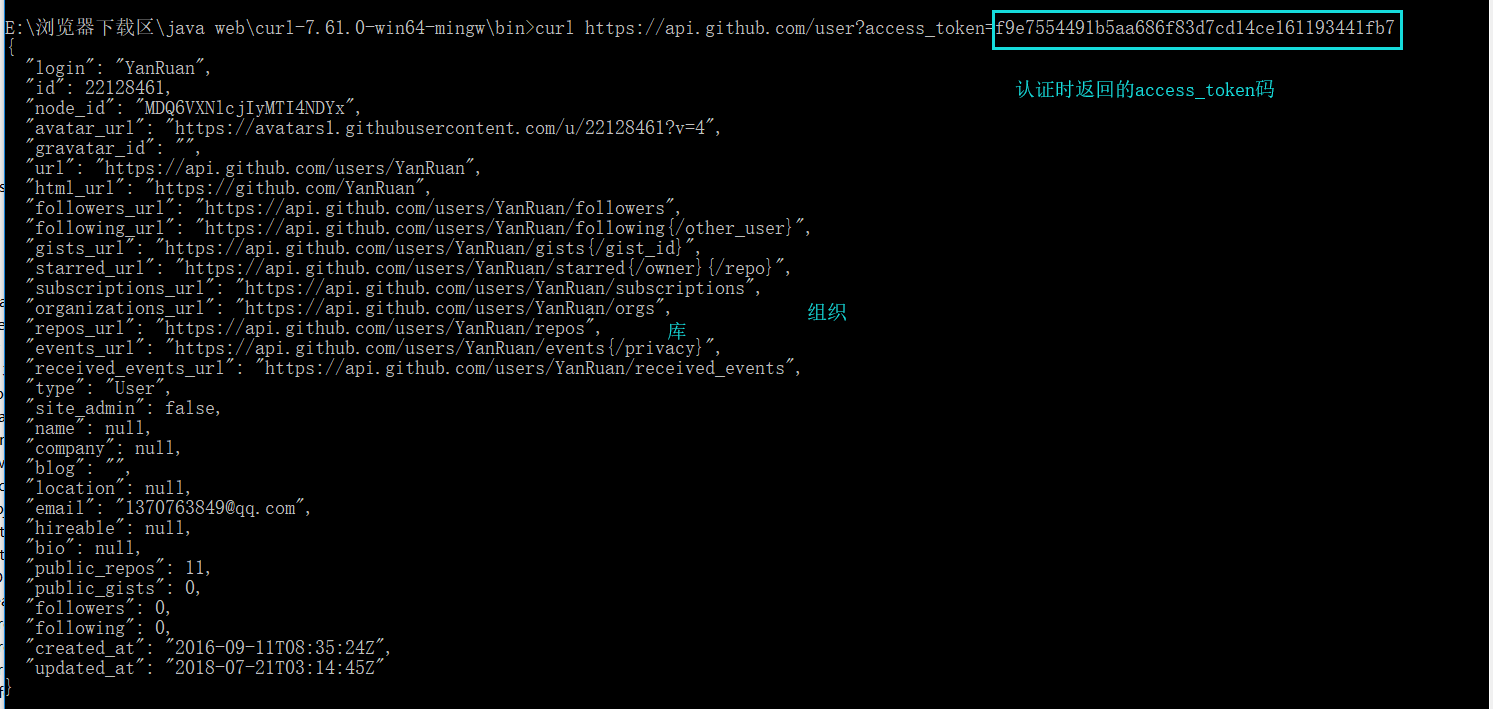 E:\浏览器下载区\java web\curl-7.61.0-win64-mingw\bin>curl https://api.github.com/user?access_token=f9e7554491b5aa686f83d7cd14ce161193441fb7
{
"login": "YanRuan",
"id": 22128461,
认证时返回的access_token码
"node_id": "MDQ6VXNlcjIyMTI4NDYx",
"avatar_url": "https://avatars1.githubusercontent.com/u/22128461?v=4",
"gravatar_id": "",
"url": "https://api.github.com/users/YanRuan",
"html_url": "https://github.com/YanRuan",
"followers_url": "https://api.github.com/users/YanRuan/followers",
"following_url": "https://api.github.com/users/YanRuan/following{/other_user}",
"gists_url": "https://api.github.com/users/YanRuan/gists{/gist_id}",
"starred_url": "https://api.github.com/users/YanRuan/starred{/owner}{/repo}",
"subscriptions_url": "https://api.github.com/users/YanRuan/subscriptions",
"organizations_url": "https://api.github.com/users/YanRuan/orgs",
组织
"repos_url": "https://api.github.com/users/YanRuan/repos",
库
"events_url": "https://api.github.com/users/YanRuan/events{/privacy}",
"received_events_url": "https://api.github.com/users/YanRuan/received_events",
"type": "User",
"site_admin": false,
"name": null,
"company": null,
"blog": "",
"location": null,
"email": "1370763849@qq.com",
"hireable": null,
"bio": null,
"public_repos": 11,
"public_gists": 0,
"followers": 0,
"following": 0,
"created_at": "2016-09-11T08:35:24Z",
"updated_at": "2018-07-21T03:14:45Z"
}